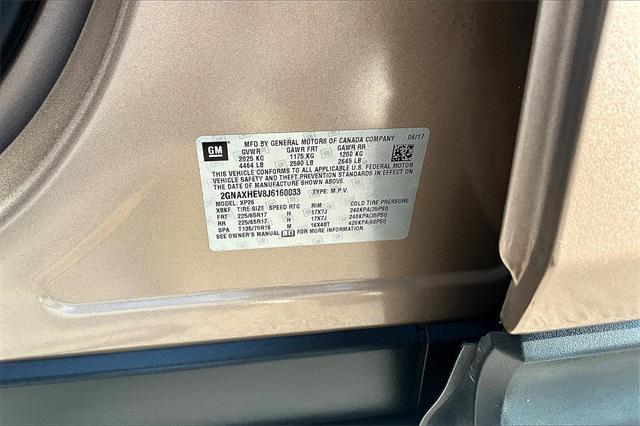 GM
MFD BY GENERAL MOTORS OF CANADA COMPANY 06/17
GVWR GAWR FRT GAWR RR
2025 KG 1175 KG 1200 KG
4464 LB 2590 LB 2645 LB
THIS VEHICLE CONFORMS TO ALL APPLICABLE U.S. FEDERAL MOTOR
VEHICLE SAFETY, BUMPER, AND THEFT PREVENTION STANDARDS IN EFFECT ON
THE DATE OF MANUFACTURE SHOWN ABOVE.
2GNAXHEV8J6160033 TYPE: M.P.V.
XP26
XBKF TIRE SIZE SPEED RTG RIM COLD TIRE PRESSURE
FRT 225/65R17 H 17X7J 240KPA(35PSI)
RR 225/65R17 H 17X7J 240KPA(35PSI)
SPA T135/70R16 M 16X4BT 420KPA(60PSI)
SEE OWNER'S MANUAL FOR MORE INFORMATION.